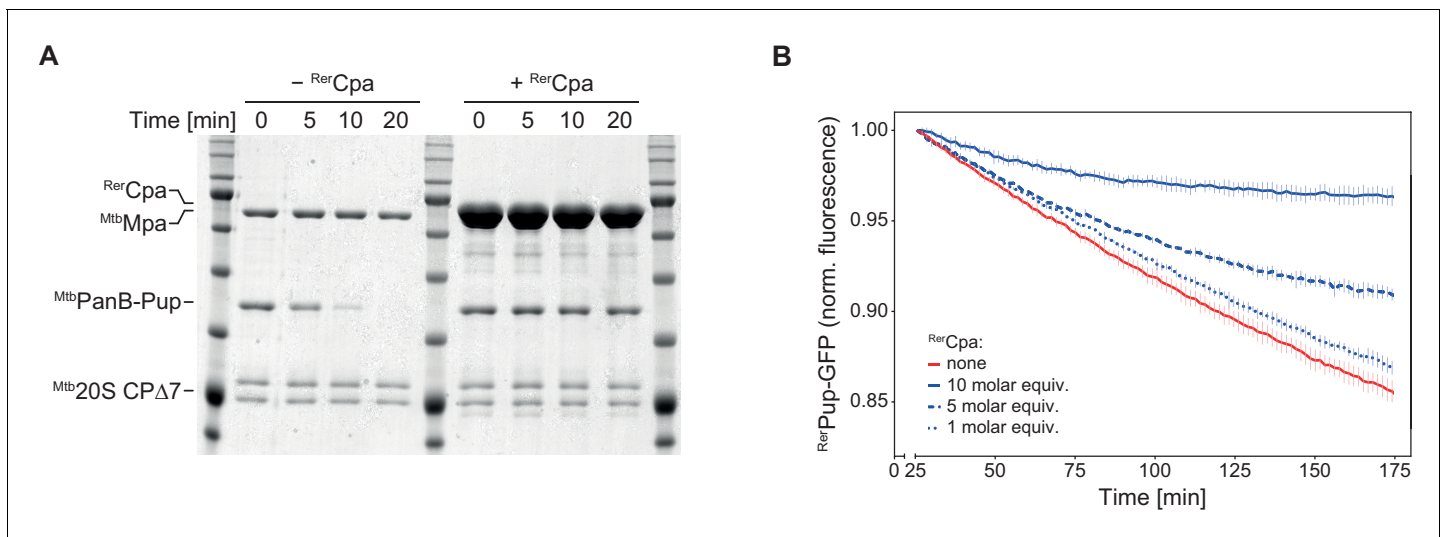 A
− ᴿᵉʳCpa
+ ᴿᵉʳCpa
Time [min] 0 5 10 20 0 5 10 20
ᴿᵉʳCpa
ᴹᵗᵇMpa
ᴹᵗᵇPanB-Pup
ᴹᵗᵇ20S CPΔ7
B
ᴿᵉʳPup-GFP (norm. fluorescence)
1.00
0.95
0.90
0.85
ᴿᵉʳCpa:
none
10 molar equiv.
5 molar equiv.
1 molar equiv.
0 25 50 75 100 125 150 175
Time [min]